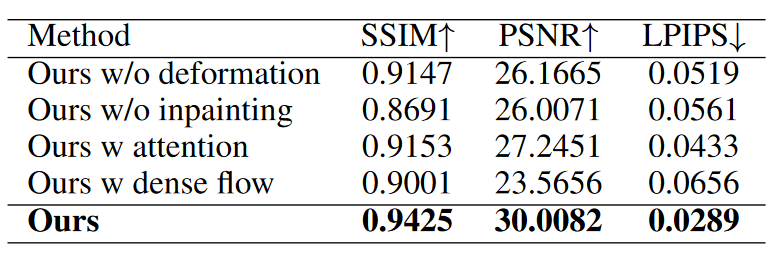 Method SSIM↑ PSNR↑ LPIPS↓
Ours w/o deformation 0.9147 26.1665 0.0519
Ours w/o inpainting 0.8691 26.0071 0.0561
Ours w attention 0.9153 27.2451 0.0433
Ours w dense flow 0.9001 23.5656 0.0656
Ours 0.9425 30.0082 0.0289